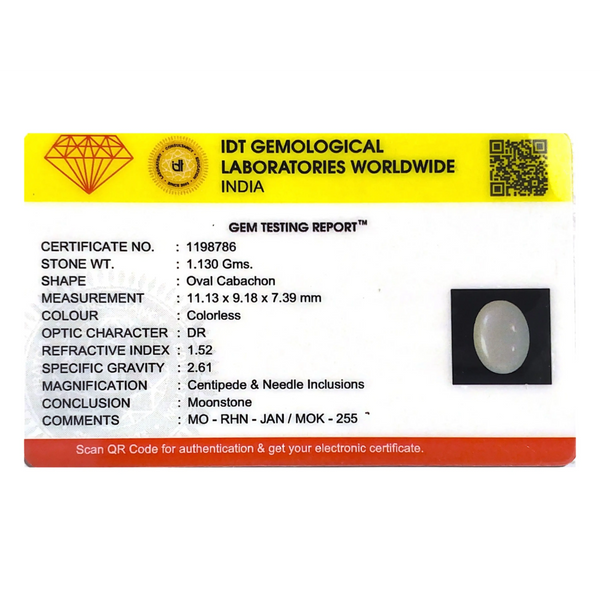 IDT GEMOLOGICAL
LABORATORIES WORLDWIDE
INDIA
GEM TESTING REPORT™
CERTIFICATE NO. : 1198786
STONE WT. : 1.130 Gms.
SHAPE : Oval Cabachon
MEASUREMENT : 11.13 x 9.18 x 7.39 mm
COLOUR : Colorless
OPTIC CHARACTER : DR
REFRACTIVE INDEX : 1.52
SPECIFIC GRAVITY : 2.61
MAGNIFICATION : Centipede & Needle Inclusions
CONCLUSION : Moonstone
COMMENTS : MO - RHN - JAN / MOK - 255
Scan QR Code for authentication & get your electronic certificate.